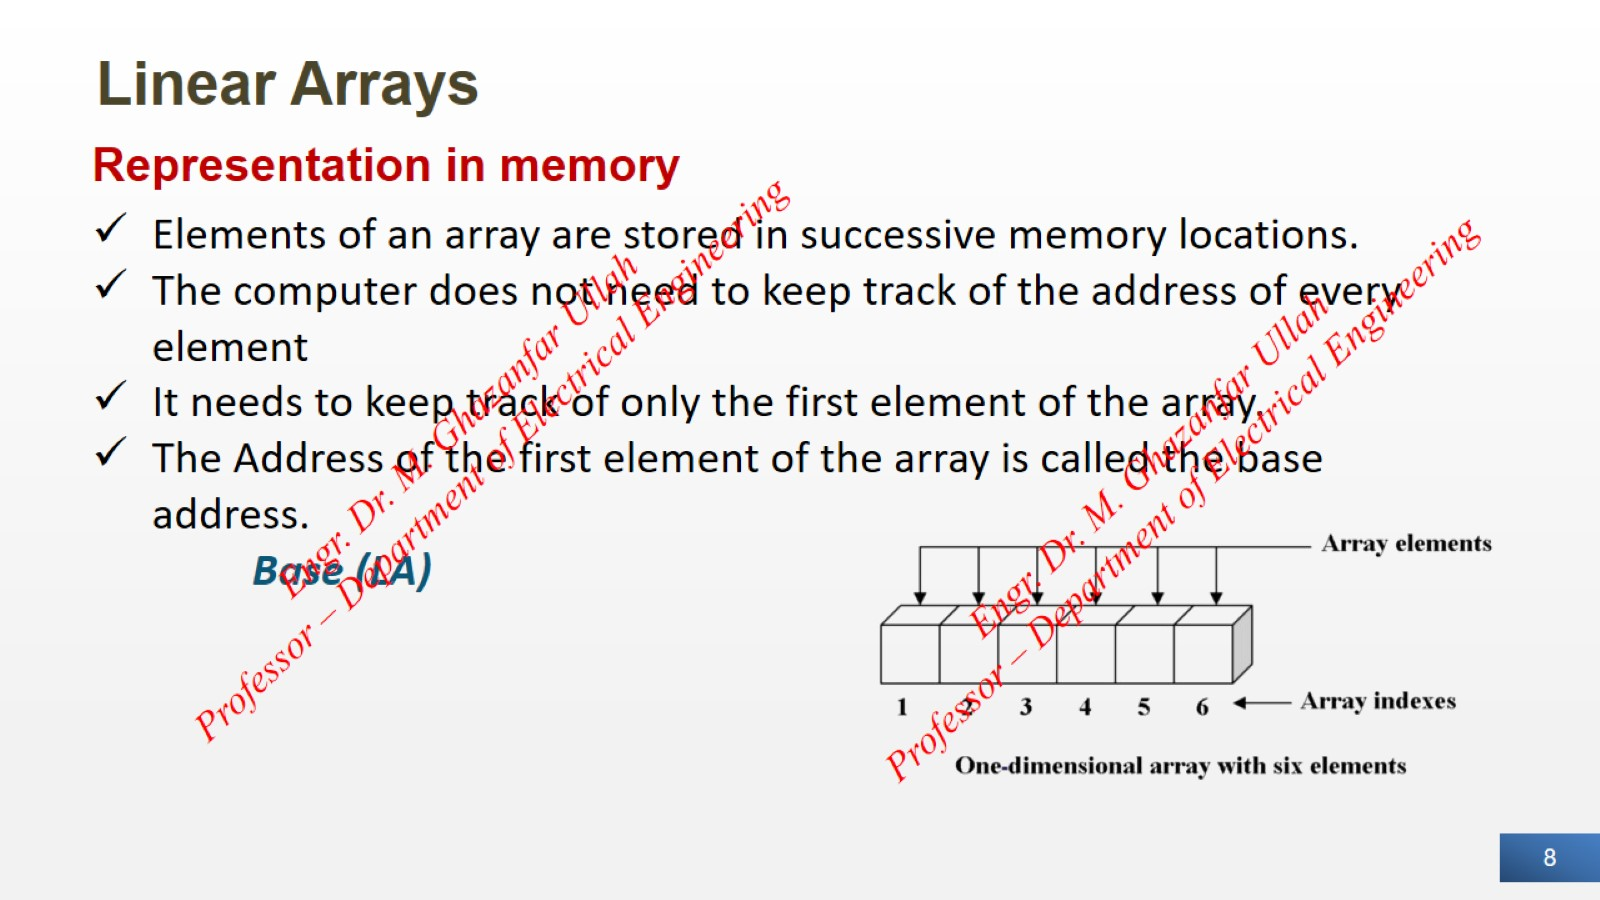 Linear Arrays
Representation in memory
✓ Elements of an array are stored in successive memory locations.
✓ The computer does not need to keep track of the address of every
element
✓ It needs to keep track of only the first element of the array.
✓ The Address of the first element of the array is called the base
address.
Base (LA)
Engr. Dr. M. Ghazanfar Ullah
Professor – Department of Electrical Engineering
Engr. Dr. M. Ghazanfar Ullah
Professor – Department of Electrical Engineering
Array elements
1 2 3 4 5 6
Array indexes
One-dimensional array with six elements
8